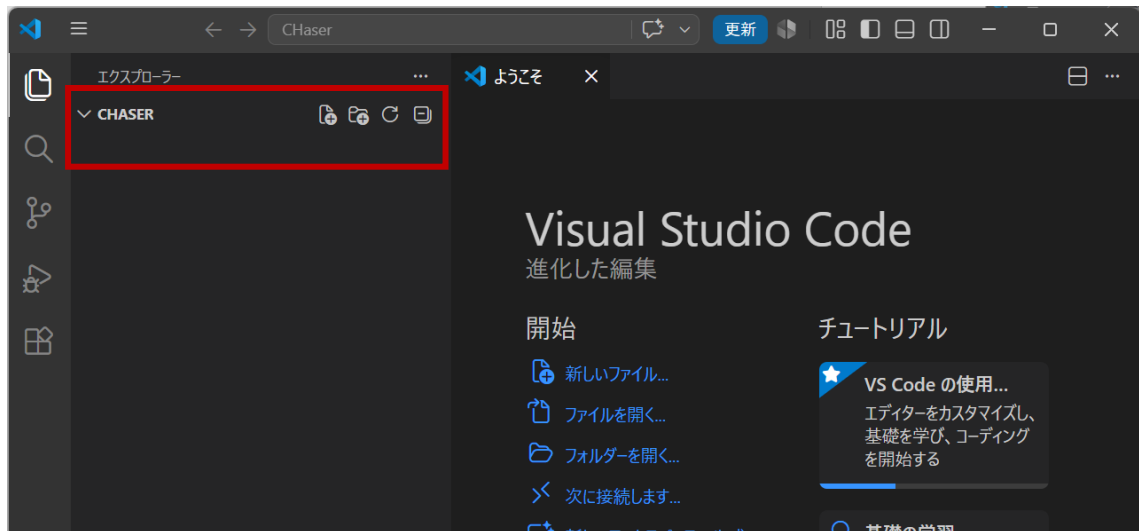 CHaser
更新
エクスプローラー
ようこそ
CHASER
Visual Studio Code
進化した編集
開始
新しいファイル...
ファイルを開く...
フォルダーを開く...
次に接続します...
チュートリアル
VS Code の使用...
エディターをカスタマイズし、
基礎を学び、コーディング
を開始する
基礎の学習